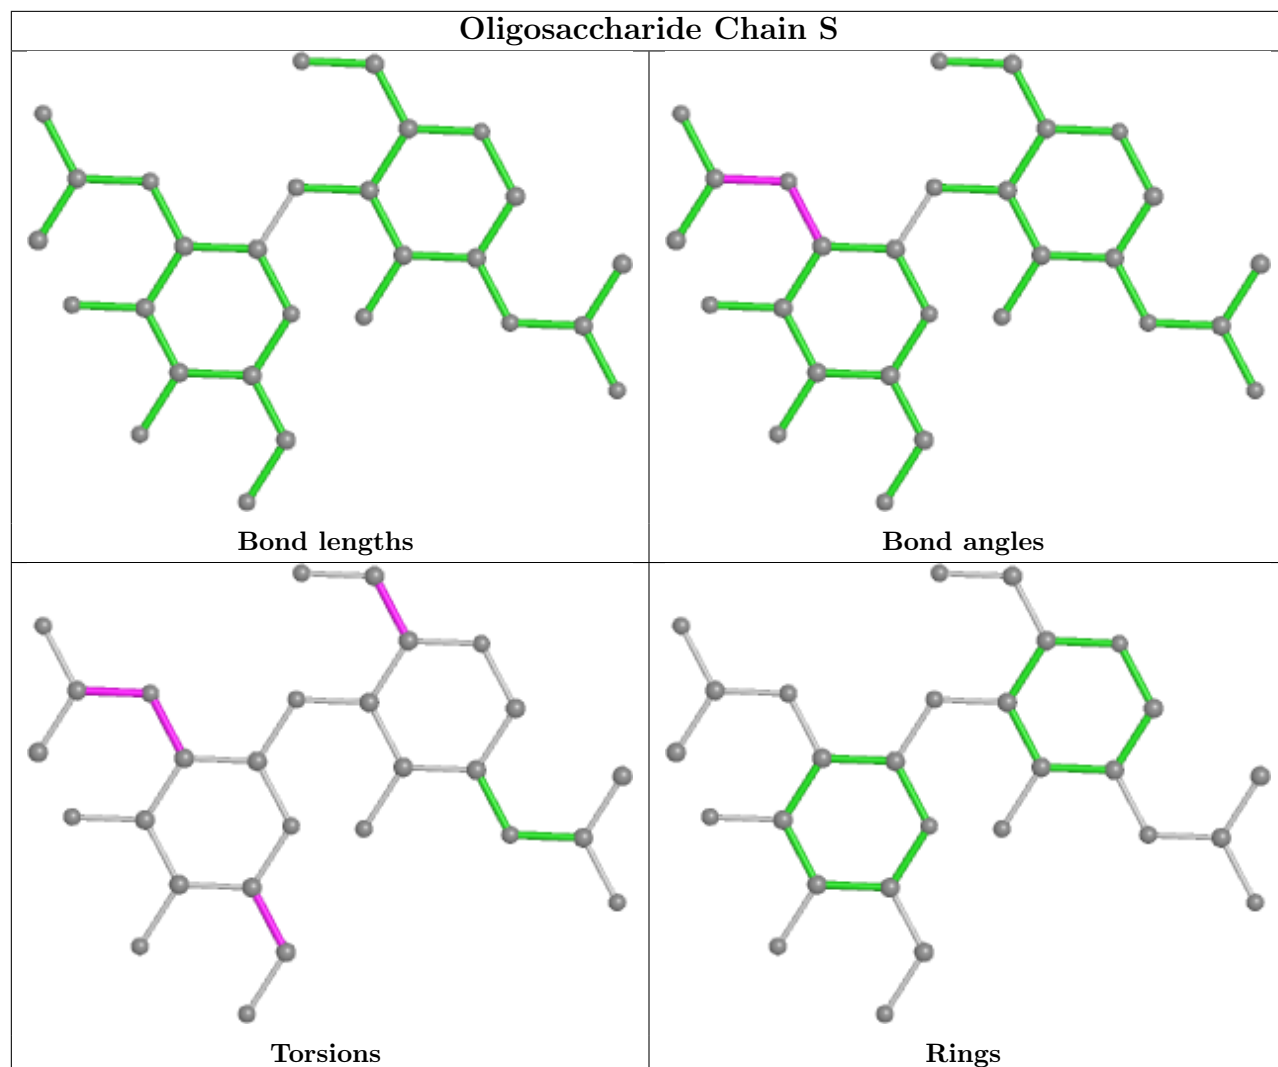 Oligosaccharide Chain S
Bond lengths
Bond angles
Torsions
Rings